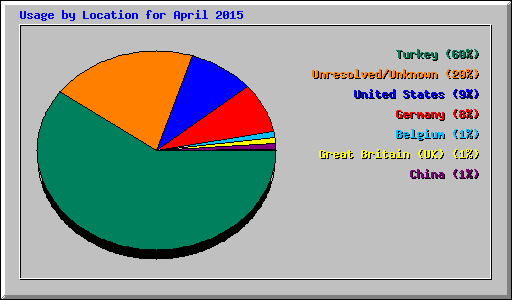 Usage by Location for April 2015
Turkey (60%)
Unresolved/Unknown (20%)
United States (9%)
Germany (8%)
Belgium (1%)
Great Britain (UK) (1%)
China (1%)